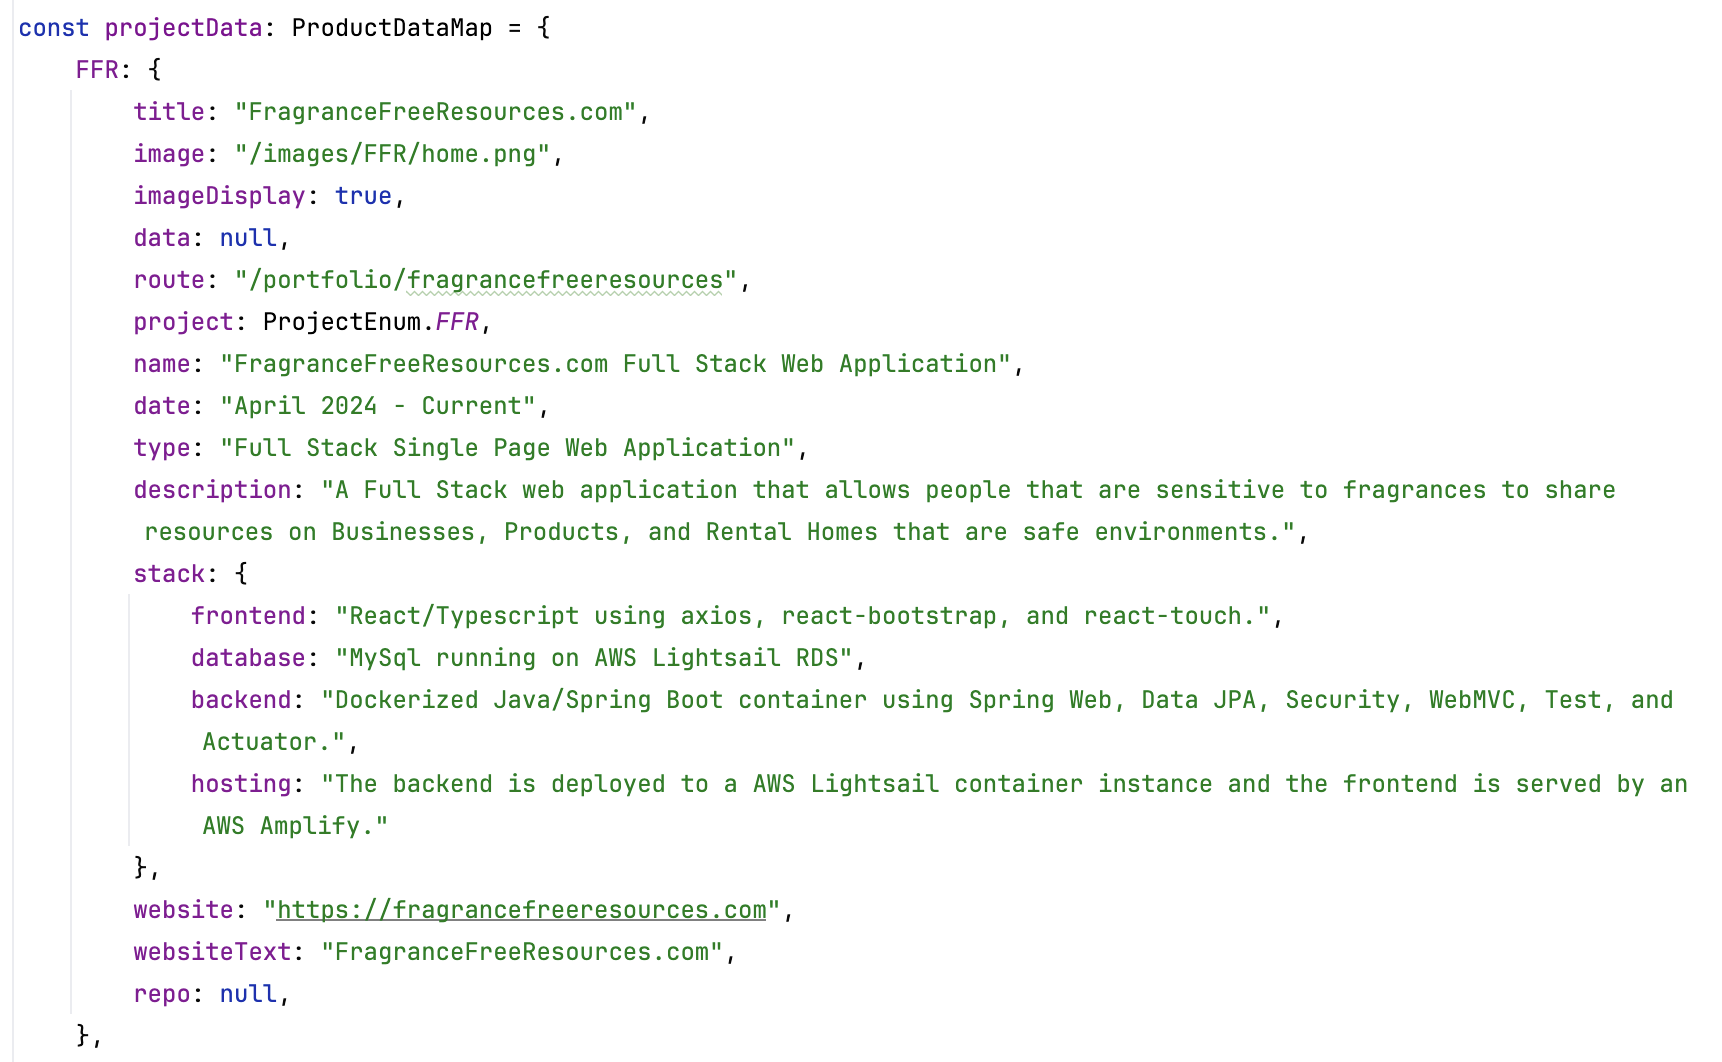 const projectData: ProductDataMap = {
FFR: {
title: "FragranceFreeResources.com",
image: "/images/FFR/home.png",
imageDisplay: true,
data: null,
route: "/portfolio/fragrancefreeresources",
project: ProjectEnum.FFR,
name: "FragranceFreeResources.com Full Stack Web Application",
date: "April 2024 - Current",
type: "Full Stack Single Page Web Application",
description: "A Full Stack web application that allows people that are sensitive to fragrances to share
resources on Businesses, Products, and Rental Homes that are safe environments.",
stack: {
frontend: "React/Typescript using axios, react-bootstrap, and react-touch.",
database: "MySql running on AWS Lightsail RDS",
backend: "Dockerized Java/Spring Boot container using Spring Web, Data JPA, Security, WebMVC, Test, and
Actuator.",
hosting: "The backend is deployed to a AWS Lightsail container instance and the frontend is served by an
AWS Amplify."
},
website: "https://fragrancefreeresources.com",
websiteText: "FragranceFreeResources.com",
repo: null,
},